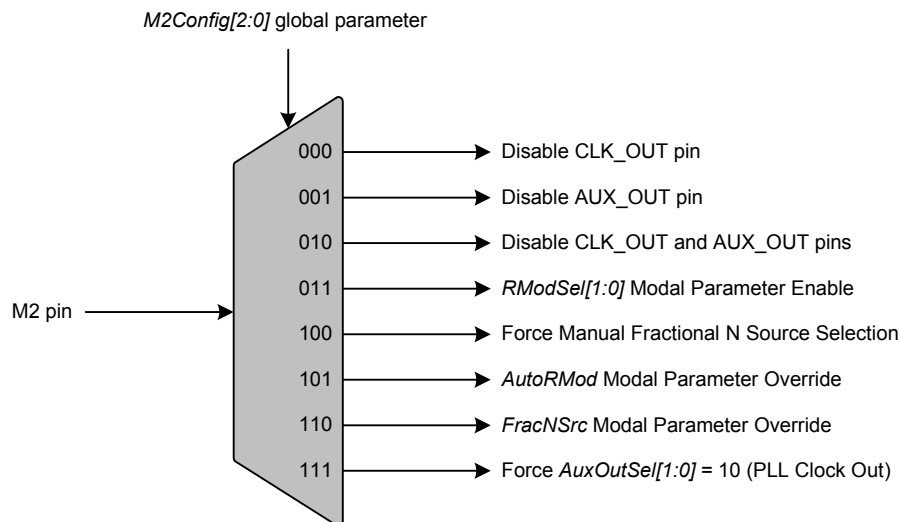 M2Config[2:0] global parameter
000 Disable CLK_OUT pin
001 Disable AUX_OUT pin
010 Disable CLK_OUT and AUX_OUT pins
011 RModSel[1:0] Modal Parameter Enable
M2 pin
100 Force Manual Fractional N Source Selection
101 AutoRMod Modal Parameter Override
110 FracNSrc Modal Parameter Override
111 Force AuxOutSel[1:0] = 10 (PLL Clock Out)